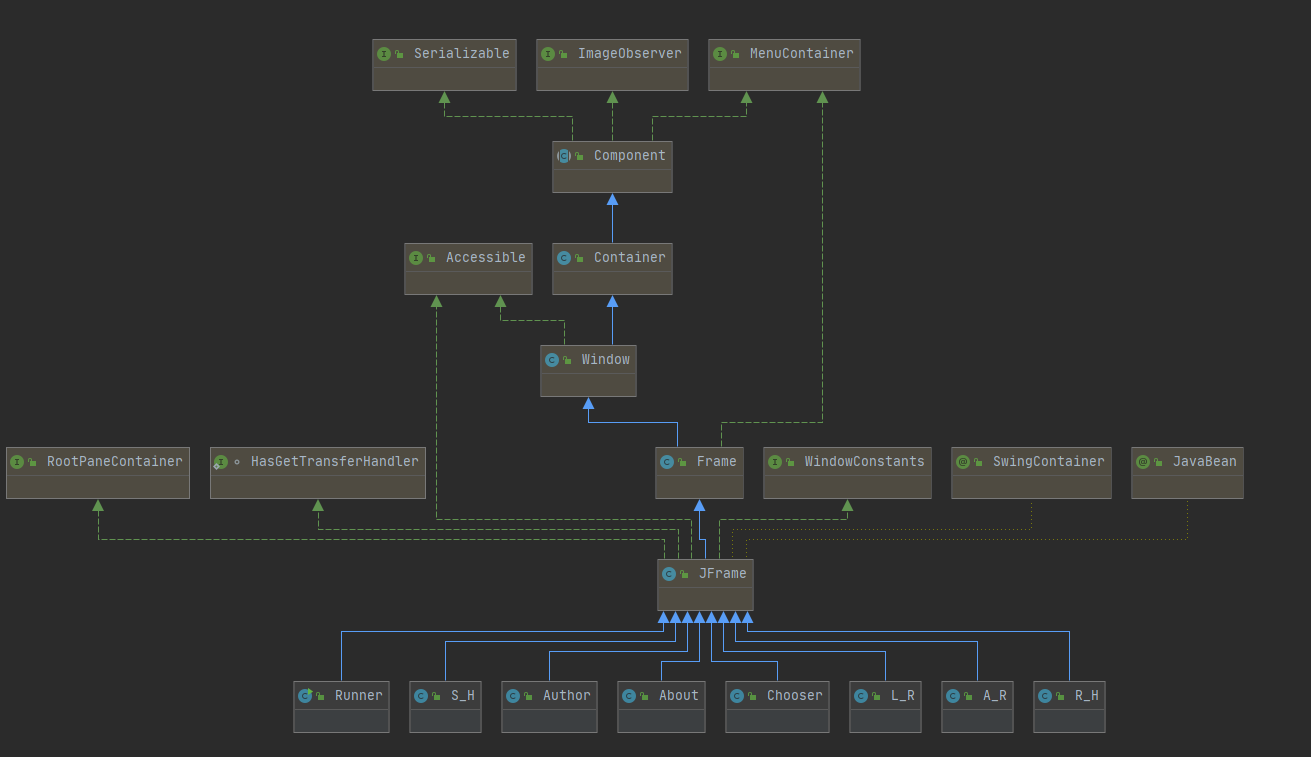 Serializable
ImageObserver
MenuContainer
Component
Accessible
Container
Window
RootPaneContainer
HasGetTransferHandler
Frame
WindowConstants
SwingContainer
JavaBean
JFrame
Runner
S_H
Author
About
Chooser
L_R
A_R
R_H